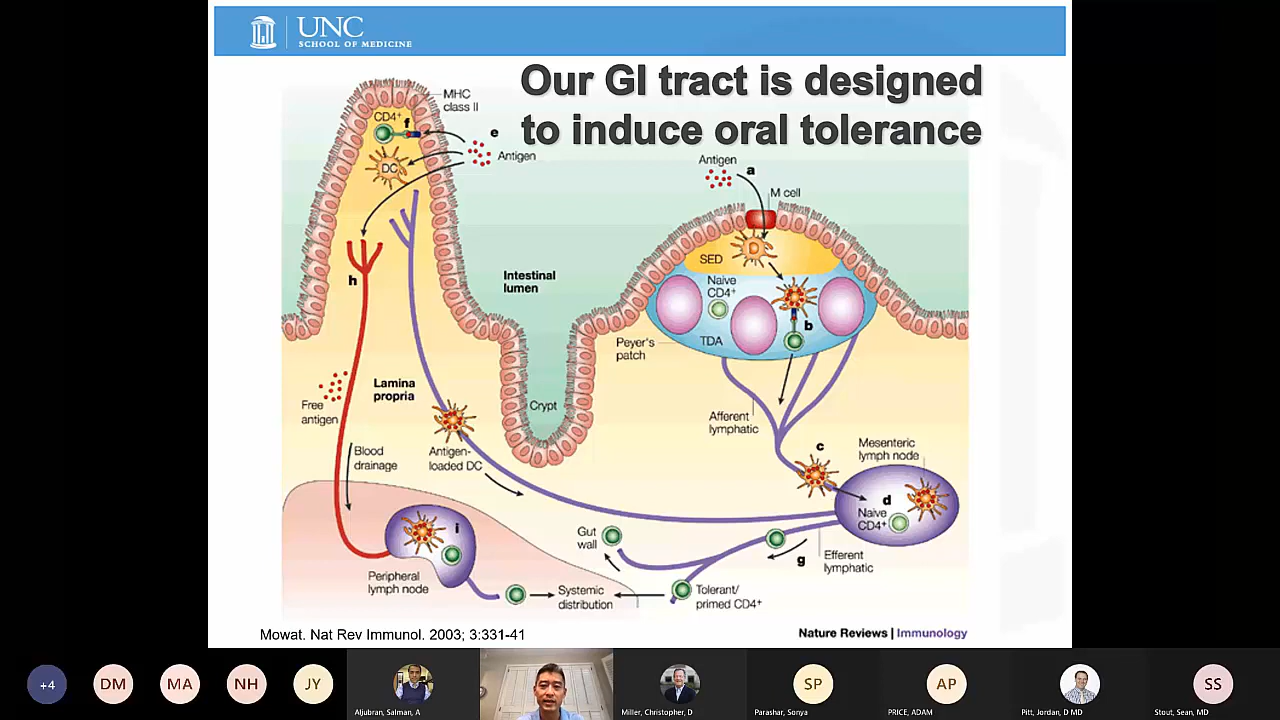 UNC
SCHOOL OF MEDICINE
Our GI tract is designed
to induce oral tolerance
MHC
class II
CD4+
f
e
Antigen
DC
h
Intestinal
lumen
Antigen
a
M cell
SED
Naive
CD4+
b
TDA
Peyer's
patch
Free
antigen
Lamina
propria
Crypt
Blood
drainage
Antigen-
loaded DC
Afferent
lymphatic
c
Mesenteric
lymph node
d
Naive
CD4+
i
Peripheral
lymph node
Gut
wall
g
Efferent
lymphatic
Systemic
distribution
Tolerant/
primed CD4+
Mowat. Nat Rev Immunol. 2003; 3:331-41
Nature Reviews | Immunology
+4
DM
MA
NH
JY
SP
AP
SS
Aljubran, Salman, A
Miller, Christopher, D
Parashar, Sonya
PRICE, ADAM
Pitt, Jordan, D MD
Stout, Sean, MD